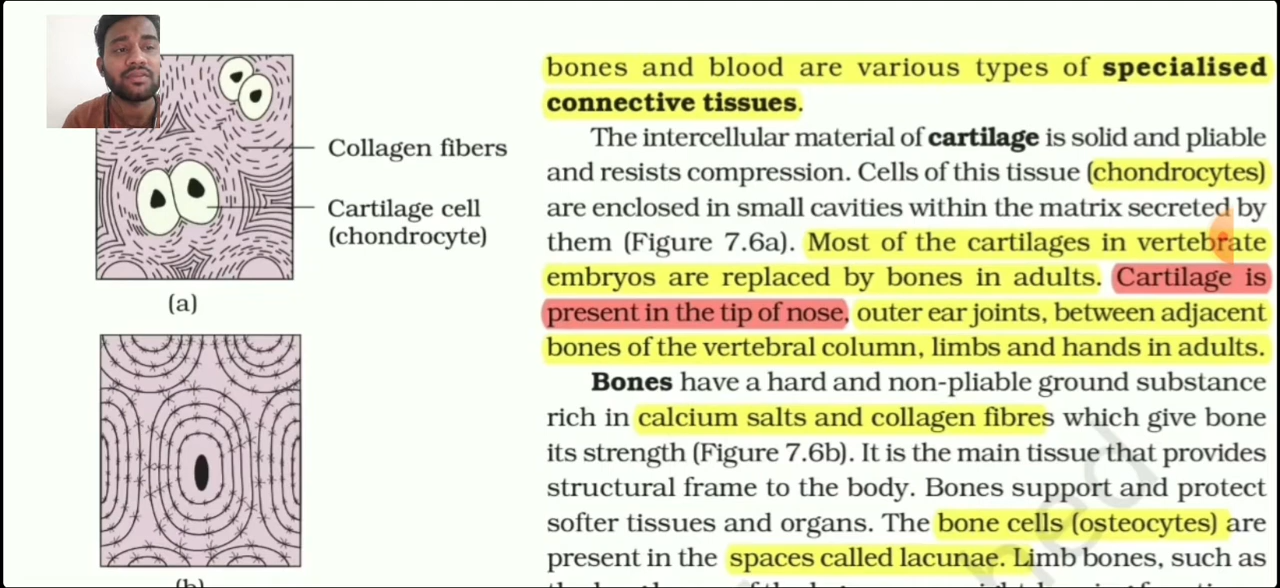 Collagen fibers
Cartilage cell
(chondrocyte)
(a)
(b)
bones and blood are various types of specialised
connective tissues.
The intercellular material of cartilage is solid and pliable
and resists compression. Cells of this tissue (chondrocytes)
are enclosed in small cavities within the matrix secreted by
them (Figure 7.6a). Most of the cartilages in vertebrate
embryos are replaced by bones in adults. Cartilage is
present in the tip of nose, outer ear joints, between adjacent
bones of the vertebral column, limbs and hands in adults.
Bones have a hard and non-pliable ground substance
rich in calcium salts and collagen fibres which give bone
its strength (Figure 7.6b). It is the main tissue that provides
structural frame to the body. Bones support and protect
softer tissues and organs. The bone cells (osteocytes) are
present in the spaces called lacunae. Limb bones, such as